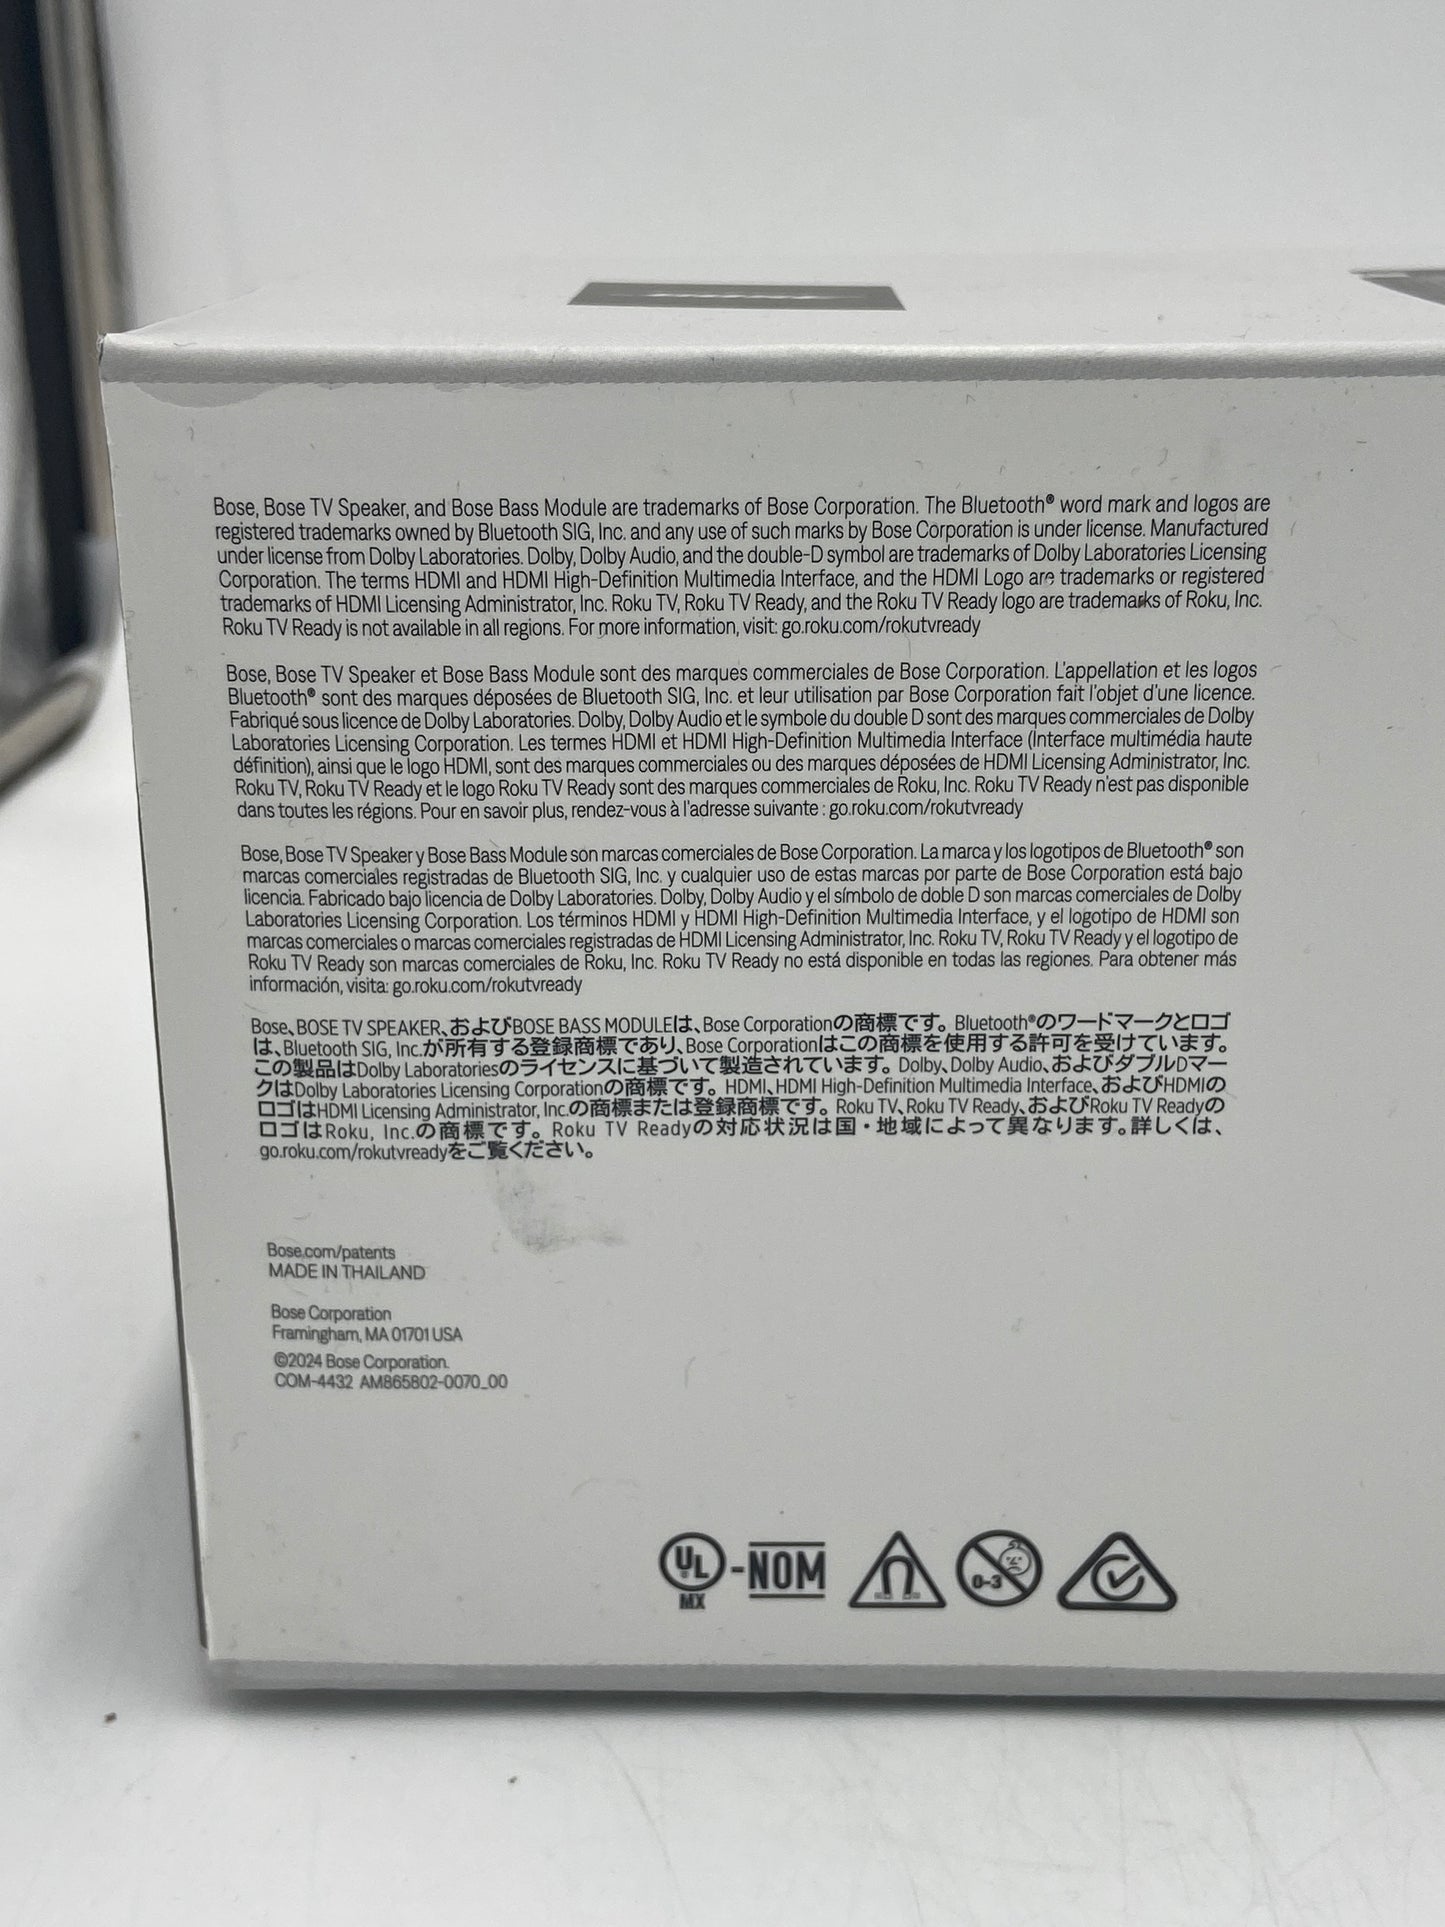 Bose, Bose TV Speaker, and Bose Bass Module are trademarks of Bose Corporation. The Bluetooth® word mark and logos are
registered trademarks owned by Bluetooth SIG, Inc. and any use of such marks by Bose Corporation is under license. Manufactured
under license from Dolby Laboratories. Dolby, Dolby Audio, and the double-D symbol are trademarks of Dolby Laboratories Licensing
Corporation. The terms HDMI and HDMI High-Definition Multimedia Interface, and the HDMI Logo are trademarks or registered
trademarks of HDMI Licensing Administrator, Inc. Roku TV, Roku TV Ready, and the Roku TV Ready logo are trademarks of Roku, Inc.
Roku TV Ready is not available in all regions. For more information, visit: go.roku.com/rokutvready
Bose, Bose TV Speaker et Bose Bass Module sont des marques commerciales de Bose Corporation. L'appellation et les logos
Bluetooth® sont des marques déposées de Bluetooth SIG, Inc. et leur utilisation par Bose Corporation fait l'objet d'une licence.
Fabriqué sous licence de Dolby Laboratories. Dolby, Dolby Audio et le symbole du double D sont des marques commerciales de Dolby
Laboratories Licensing Corporation. Les termes HDMI et HDMI High-Definition Multimedia Interface (Interface multimédia haute
définition), ainsi que le logo HDMI, sont des marques commerciales ou des marques déposées de HDMI Licensing Administrator, Inc.
Roku TV, Roku TV Ready et le logo Roku TV Ready sont des marques commerciales de Roku, Inc. Roku TV Ready n'est pas disponible
dans toutes les régions. Pour en savoir plus, rendez-vous à l'adresse suivante : go.roku.com/rokutvready
Bose, Bose TV Speaker y Bose Bass Module son marcas comerciales de Bose Corporation. La marca y los logotipos de Bluetooth® son
marcas comerciales registradas de Bluetooth SIG, Inc. y cualquier uso de estas marcas por parte de Bose Corporation está bajo
licencia. Fabricado bajo licencia de Dolby Laboratories. Dolby, Dolby Audio y el símbolo de doble D son marcas comerciales de Dolby
Laboratories Licensing Corporation. Los términos HDMI y HDMI High-Definition Multimedia Interface, y el logotipo de HDMI son
marcas comerciales o marcas comerciales registradas de HDMI Licensing Administrator, Inc. Roku TV, Roku TV Ready y el logotipo de
Roku TV Ready son marcas comerciales de Roku, Inc. Roku TV Ready no está disponible en todas las regiones. Para obtener más
información, visita: go.roku.com/rokutvready
Bose、BOSE TV SPEAKER、およびBOSE BASS MODULEは、Bose Corporationの商標です。Bluetooth®のワードマークとロゴ
は、Bluetooth SIG, Inc.が所有する登録商標であり、Bose Corporationはこの商標を使用する許可を受けています。
この製品はDolby Laboratoriesのライセンスに基づいて製造されています。Dolby、Dolby Audio、およびダブルDマー
クはDolby Laboratories Licensing Corporationの商標です。HDMI、HDMI High-Definition Multimedia Interface、およびHDMIの
ロゴはHDMI Licensing Administrator, Inc.の商標または登録商標です。Roku TV、Roku TV Ready、およびRoku TV Readyの
ロゴはRoku, Inc.の商標です。Roku TV Readyの対応状況は国・地域によって異なります。詳しくは、
go.roku.com/rokutvreadyをご覧ください。
Bose.com/patents
MADE IN THAILAND
Bose Corporation
Framingham, MA 01701 USA
©2024 Bose Corporation.
COM-4432 AM865802-0070_00
UL -NOM 0-3
MX